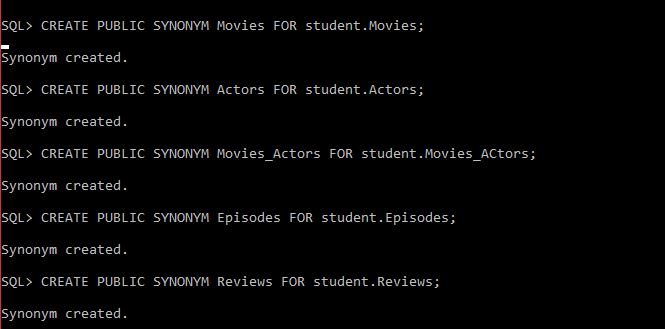 SQL> CREATE PUBLIC SYNONYM Movies FOR student.Movies;
Synonym created.
SQL> CREATE PUBLIC SYNONYM Actors FOR student.Actors;
Synonym created.
SQL> CREATE PUBLIC SYNONYM Movies_Actors FOR student.Movies_ACtors;
Synonym created.
SQL> CREATE PUBLIC SYNONYM Episodes FOR student.Episodes;
Synonym created.
SQL> CREATE PUBLIC SYNONYM Reviews FOR student.Reviews;
Synonym created.